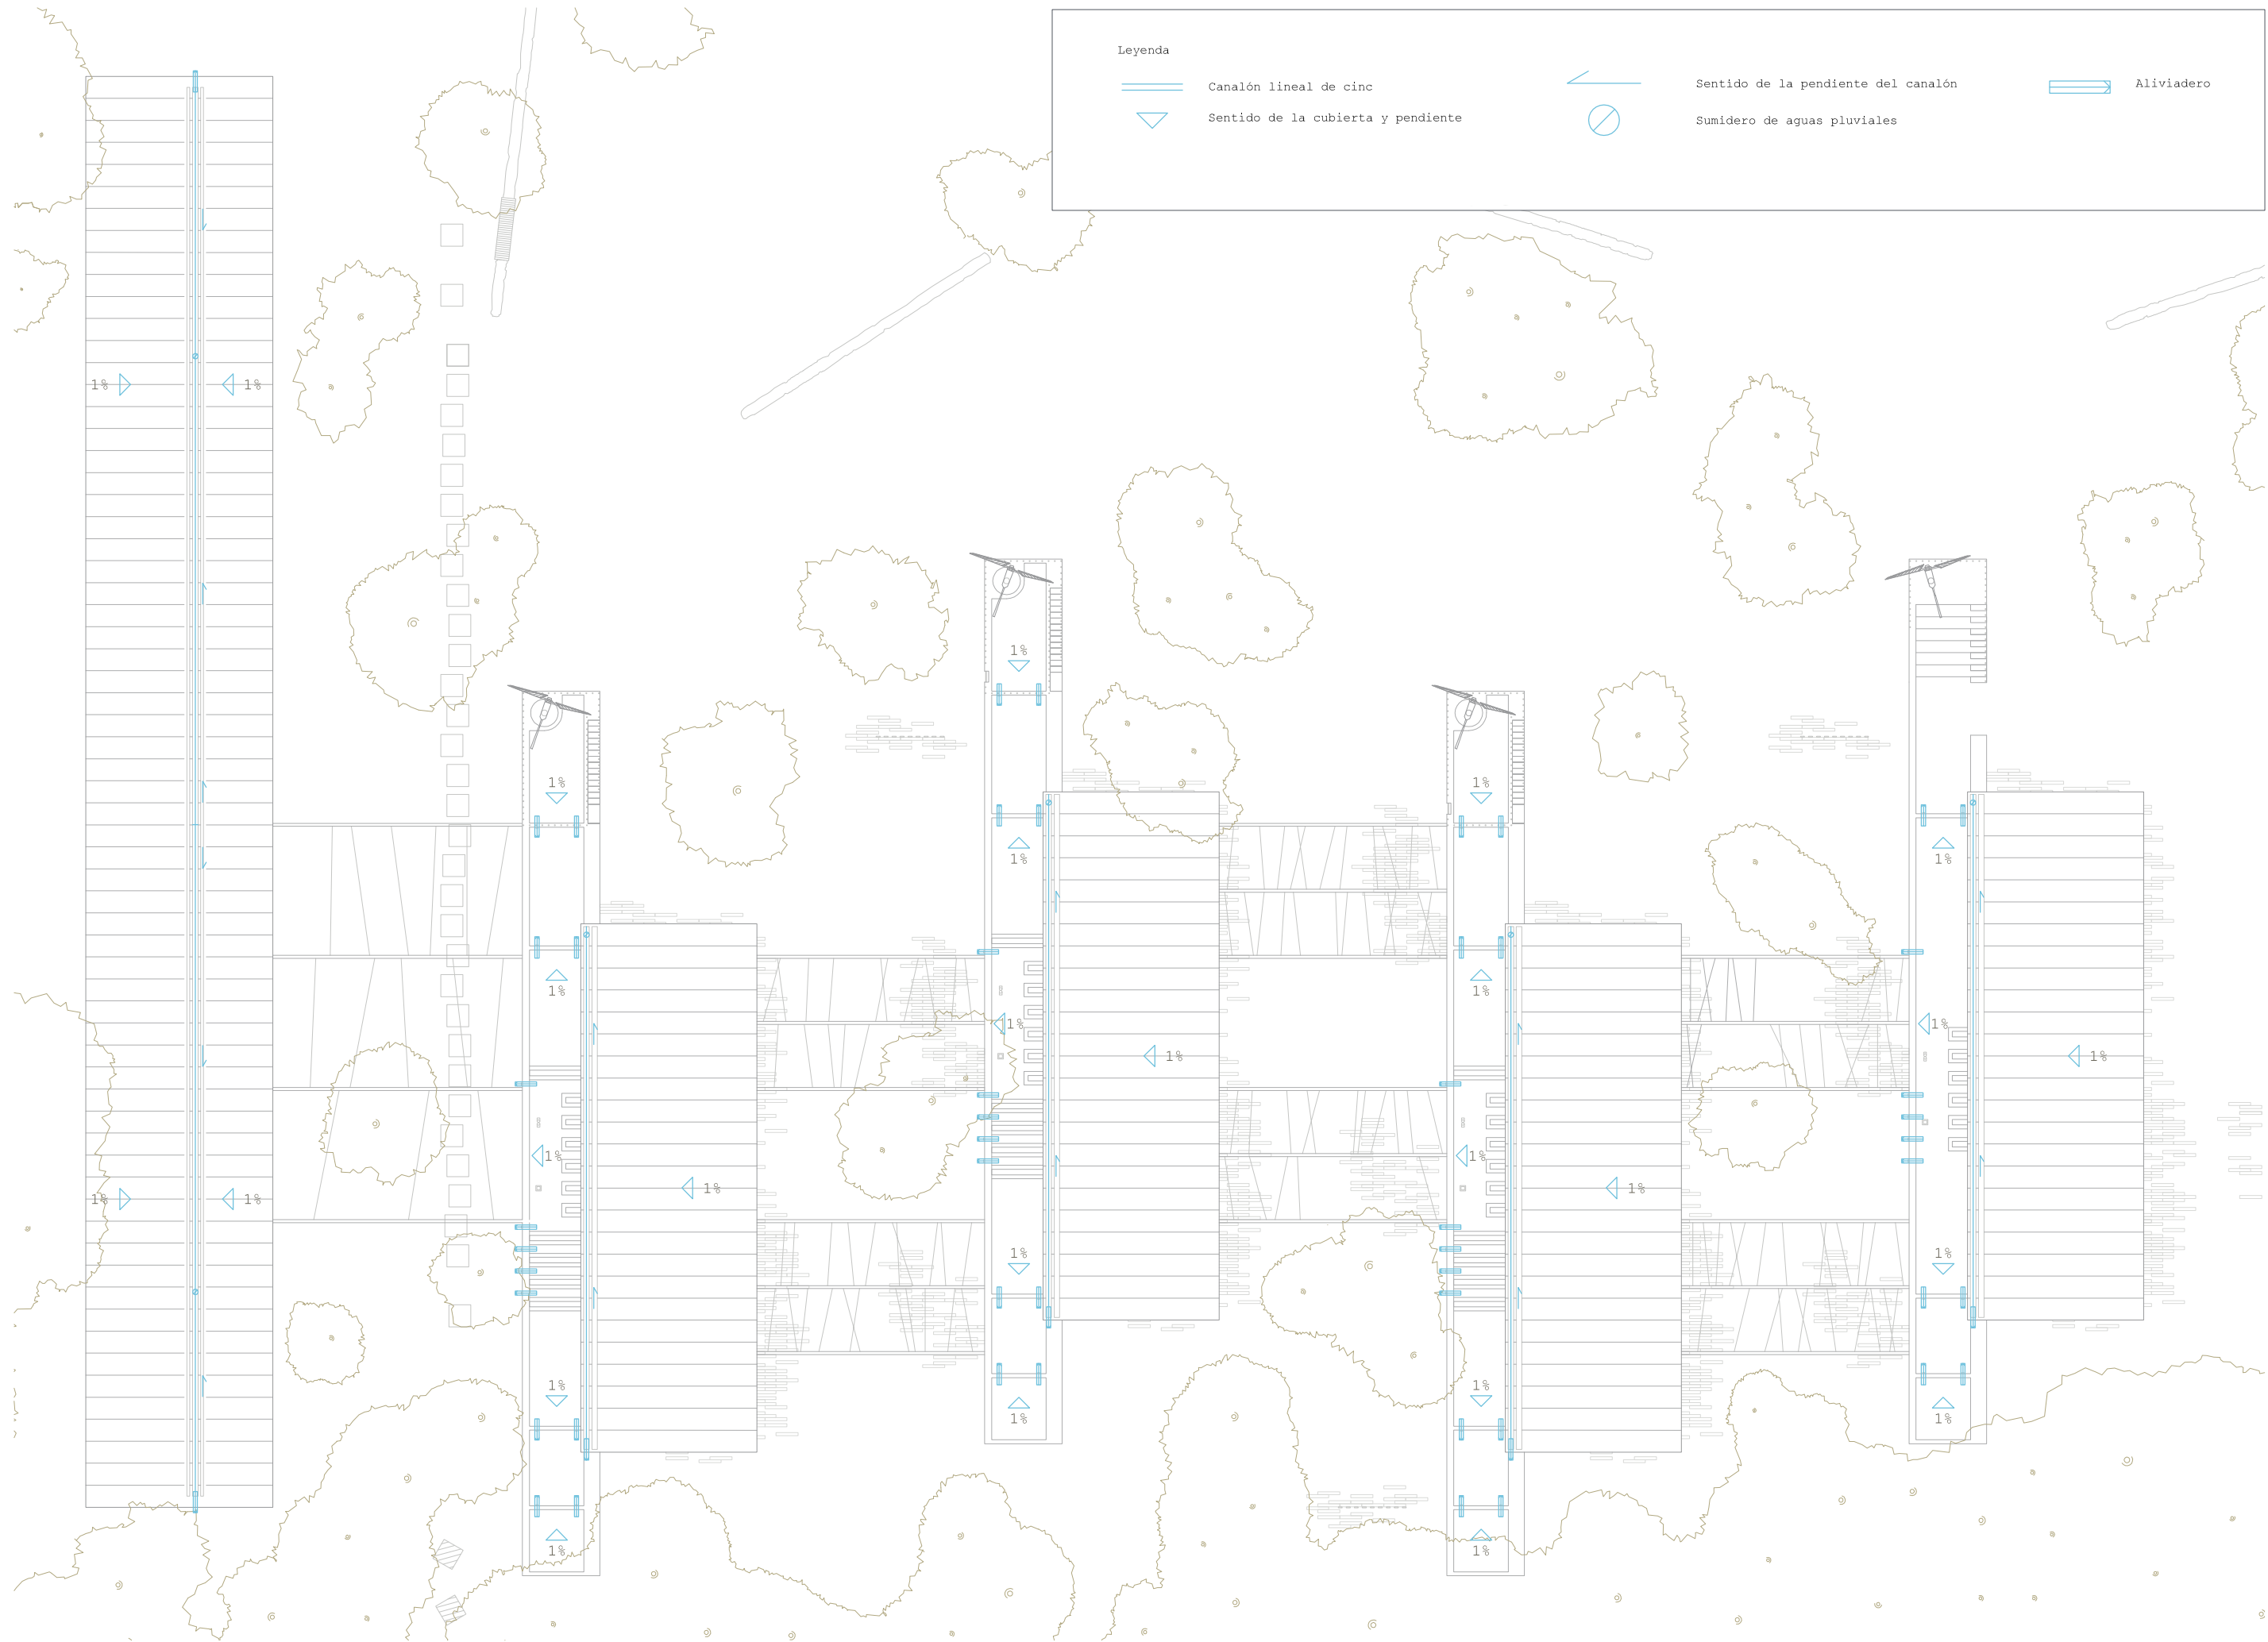 Leyenda
Canalón lineal de cinc
Sentido de la pendiente del canalón
Aliviadero
Sentido de la cubierta y pendiente
Sumidero de aguas pluviales
1% 1%
1%
1% 1%
1% 1%
1% 1%
1% 1% 1%
1% 1%
1% 1%
1% 1%
1% 1% 1% 1%
1% 1%
1% 1%
1% 1%
1% 1%
1% 1%